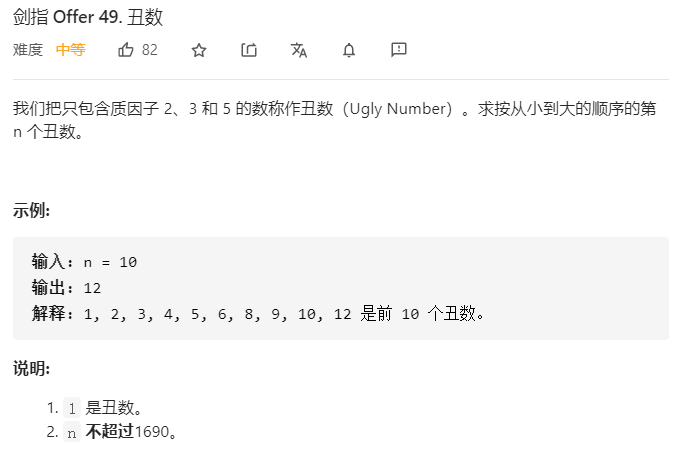 剑指 Offer 49. 丑数
难度 中等 82
我们把只包含质因子 2、3 和 5 的数称作丑数（Ugly Number）。求按从小到大的顺序的第
n 个丑数。
示例:
输入: n = 10
输出: 12
解释: 1, 2, 3, 4, 5, 6, 8, 9, 10, 12 是前 10 个丑数。
说明:
1. 1 是丑数。
2. n 不超过1690。